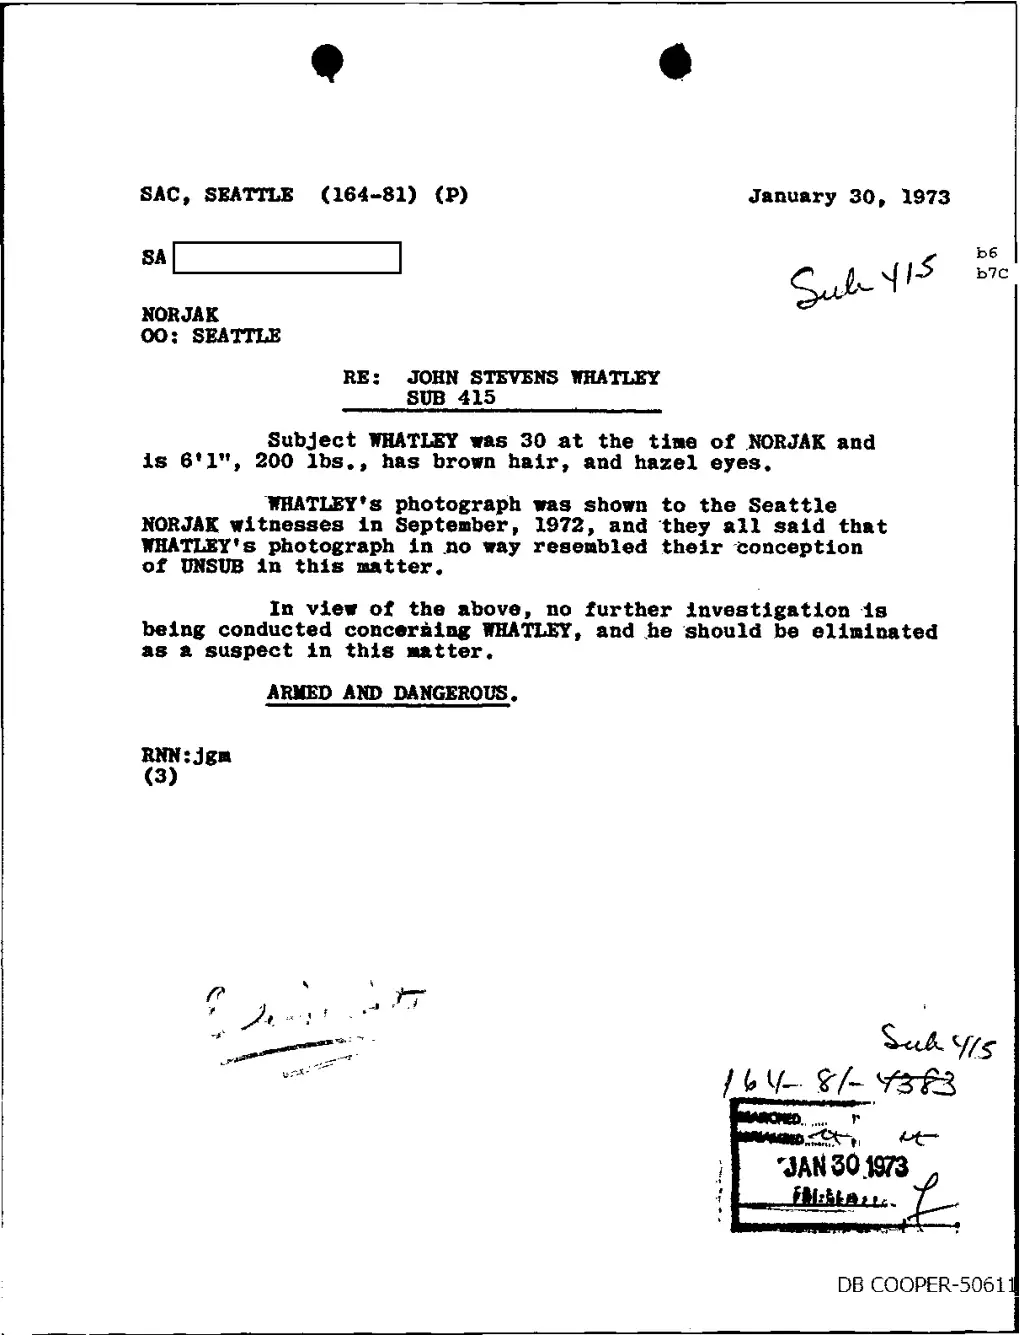 SAC, SEATTLE (164-81) (P) January 30, 1973
SA
b6
b7C
Sub 415
NORJAK
OO: SEATTLE
RE: JOHN STEVENS WHATLEY
SUB 415
Subject WHATLEY was 30 at the time of NORJAK and
is 6'1", 200 lbs., has brown hair, and hazel eyes.
WHATLEY's photograph was shown to the Seattle
NORJAK witnesses in September, 1972, and they all said that
WHATLEY's photograph in no way resembled their conception
of UNSUB in this matter.
In view of the above, no further investigation is
being conducted concerning WHATLEY, and he should be eliminated
as a suspect in this matter.
ARMED AND DANGEROUS.
RNN:jgm
(3)
Sub 415
164-81-4383
SEARCHED
JAN 30 1973
DB COOPER-50611